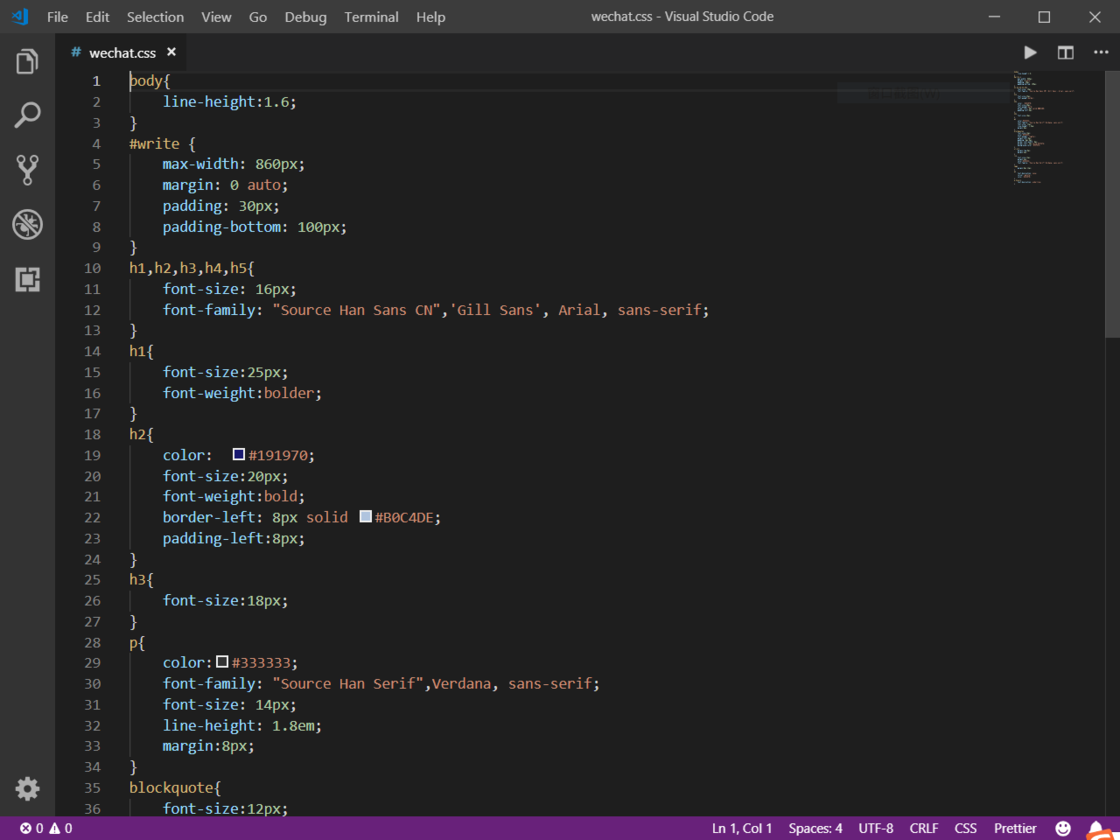 File Edit Selection View Go Debug Terminal Help wechat.css - Visual Studio Code
# wechat.css ×
1 body{
2 line-height:1.6;
3 }
4 #write {
5 max-width: 860px;
6 margin: 0 auto;
7 padding: 30px;
8 padding-bottom: 100px;
9 }
10 h1,h2,h3,h4,h5{
11 font-size: 16px;
12 font-family: "Source Han Sans CN",'Gill Sans', Arial, sans-serif;
13 }
14 h1{
15 font-size:25px;
16 font-weight:bolder;
17 }
18 h2{
19 color: #191970;
20 font-size:20px;
21 font-weight:bold;
22 border-left: 8px solid #B0C4DE;
23 padding-left:8px;
24 }
25 h3{
26 font-size:18px;
27 }
28 p{
29 color:#333333;
30 font-family: "Source Han Serif",Verdana, sans-serif;
31 font-size: 14px;
32 line-height: 1.8em;
33 margin:8px;
34 }
35 blockquote{
36 font-size:12px;
0 0 Ln 1, Col 1 Spaces: 4 UTF-8 CRLF CSS Prettier